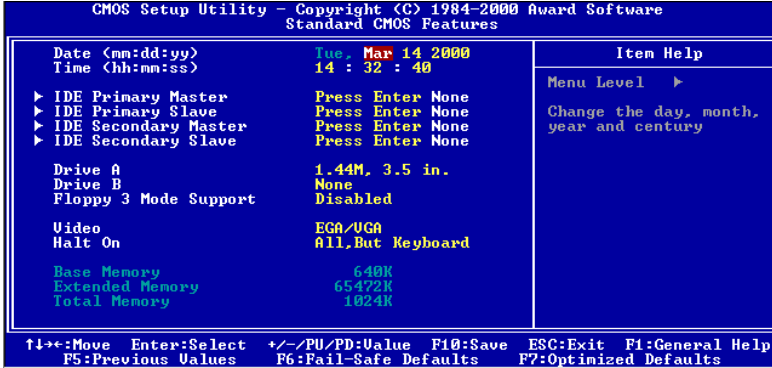 CMOS Setup Utility – Copyright (C) 1984-2000 Award Software
Standard CMOS Features
Date (mm:dd:yy) Tue, Mar 14 2000
Time (hh:mm:ss) 14 : 32 : 40
▶ IDE Primary Master Press Enter None
▶ IDE Primary Slave Press Enter None
▶ IDE Secondary Master Press Enter None
▶ IDE Secondary Slave Press Enter None
Drive A 1.44M, 3.5 in.
Drive B None
Floppy 3 Mode Support Disabled
Video EGA/VGA
Halt On All,But Keyboard
Base Memory 640K
Extended Memory 65472K
Total Memory 1024K
Item Help
Menu Level ▶
Change the day, month,
year and century
↑↓→←:Move Enter:Select +/-/PU/PD:Value F10:Save ESC:Exit F1:General Help
F5:Previous Values F6:Fail-Safe Defaults F7:Optimized Defaults